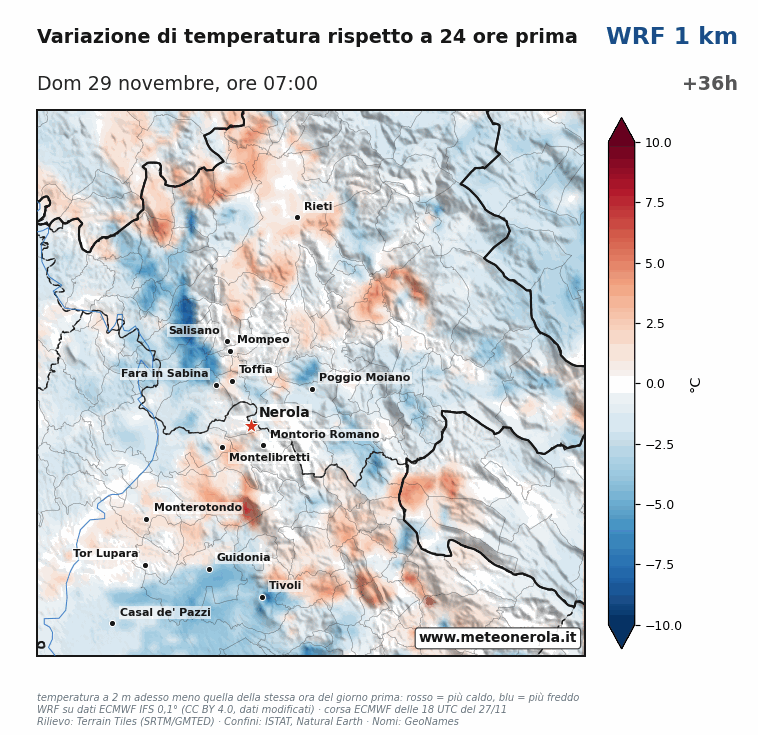 Variazione di temperatura rispetto a 24 ore prima
WRF 1 km
Dom 29 novembre, ore 07:00
+36h
Rieti
Salisano
Mompeo
Fara in Sabina
Toffia
Poggio Moiano
Nerola
Montorio Romano
Montelibretti
Monterotondo
Tor Lupara
Guidonia
Tivoli
Casal de' Pazzi
www.meteonerola.it
10.0
7.5
5.0
2.5
0.0
−2.5
−5.0
−7.5
−10.0
°C
temperatura a 2 m adesso meno quella della stessa ora del giorno prima: rosso = più caldo, blu = più freddo
WRF su dati ECMWF IFS 0,1° (CC BY 4.0, dati modificati) · corsa ECMWF delle 18 UTC del 27/11
Rilievo: Terrain Tiles (SRTM/GMTED) · Confini: ISTAT, Natural Earth · Nomi: GeoNames